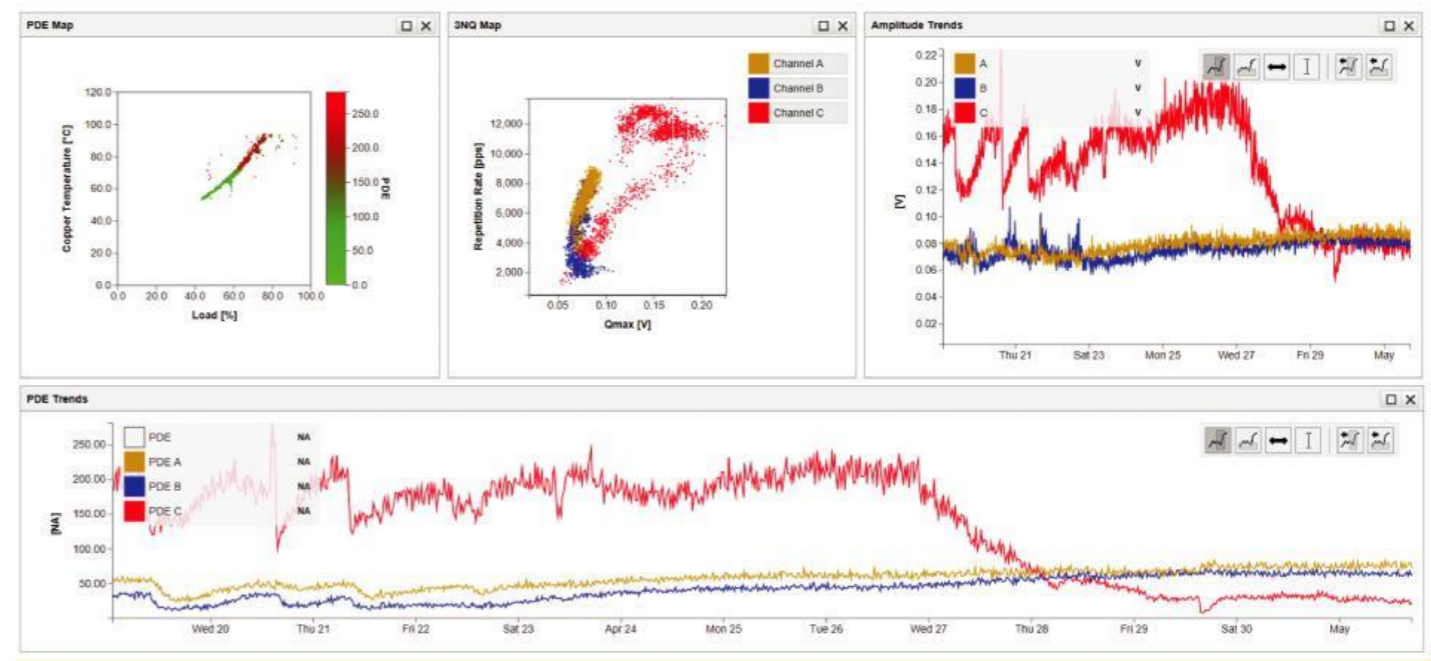 PDE Map
120.0
100.0
80.0
60.0
40.0
20.0
0.0
0.0 20.0 40.0 60.0 80.0 100.0
Copper Temperature [°C]
Load [%]
250.0
200.0
150.0
100.0
50.0
0.0
PDE
3NQ Map
Channel A
Channel B
Channel C
12,000
10,000
8,000
6,000
4,000
2,000
Repetition Rate [pps]
0.05 0.10 0.15 0.20
Qmax [V]
Amplitude Trends
A V
B V
C V
0.22
0.20
0.18
0.16
0.14
0.12
0.10
0.08
0.06
0.04
0.02
[V]
Thu 21 Sat 23 Mon 25 Wed 27 Fri 29 May
PDE Trends
PDE NA
PDE A NA
PDE B NA
PDE C NA
250.00
200.00
150.00
100.00
50.00
[NA]
Wed 20 Thu 21 Fri 22 Sat 23 Apr 24 Mon 25 Tue 26 Wed 27 Thu 28 Fri 29 Sat 30 May